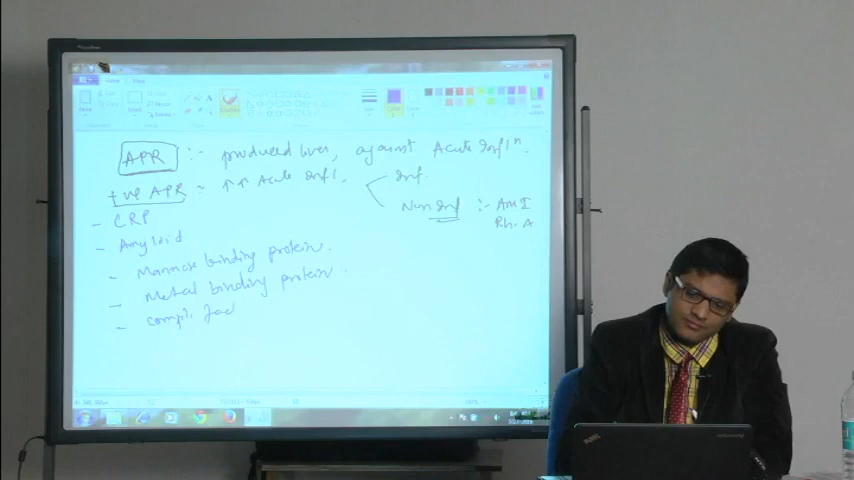 APR :- produced liver, against Acute Infl^n.
+ve APR - ↑↑ Acute Infl.
Inf.
Non Inf :- AMI
Rh. A
- CRP
- Amyloid
- Mannose binding protein.
- Metal binding protein.
- Compli. fac